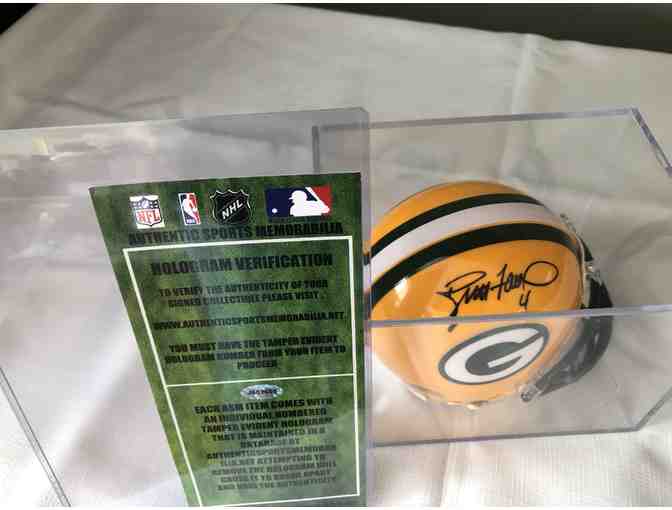 NFL
NBA
NHL
AUTHENTIC SPORTS MEMORABILIA
HOLOGRAM VERIFICATION
TO VERIFY THE AUTHENTICITY OF YOUR
SIGNED COLLECTIBLE PLEASE VISIT .
WWW.AUTHENTICSPORTSMEMORABILIA.NET.
YOU MUST HAVE THE TAMPER EVIDENT
HOLOGRAM NUMBER FROM YOUR ITEM TO
PROCEED
EACH ASM ITEM COMES WITH
AN INDIVIDUAL NUMBERED
TAMPER EVIDENT HOLOGRAM
THAT IS MAINTAINED IN A
DATABASE AT
AUTHENTICSPORTSMEMORAB
ILIA.NET ATTEMPTING TO
REMOVE THE HOLOGRAM WILL
CAUSE IT TO BREAK APART
AND VOID THE AUTHENTICITY
4
G